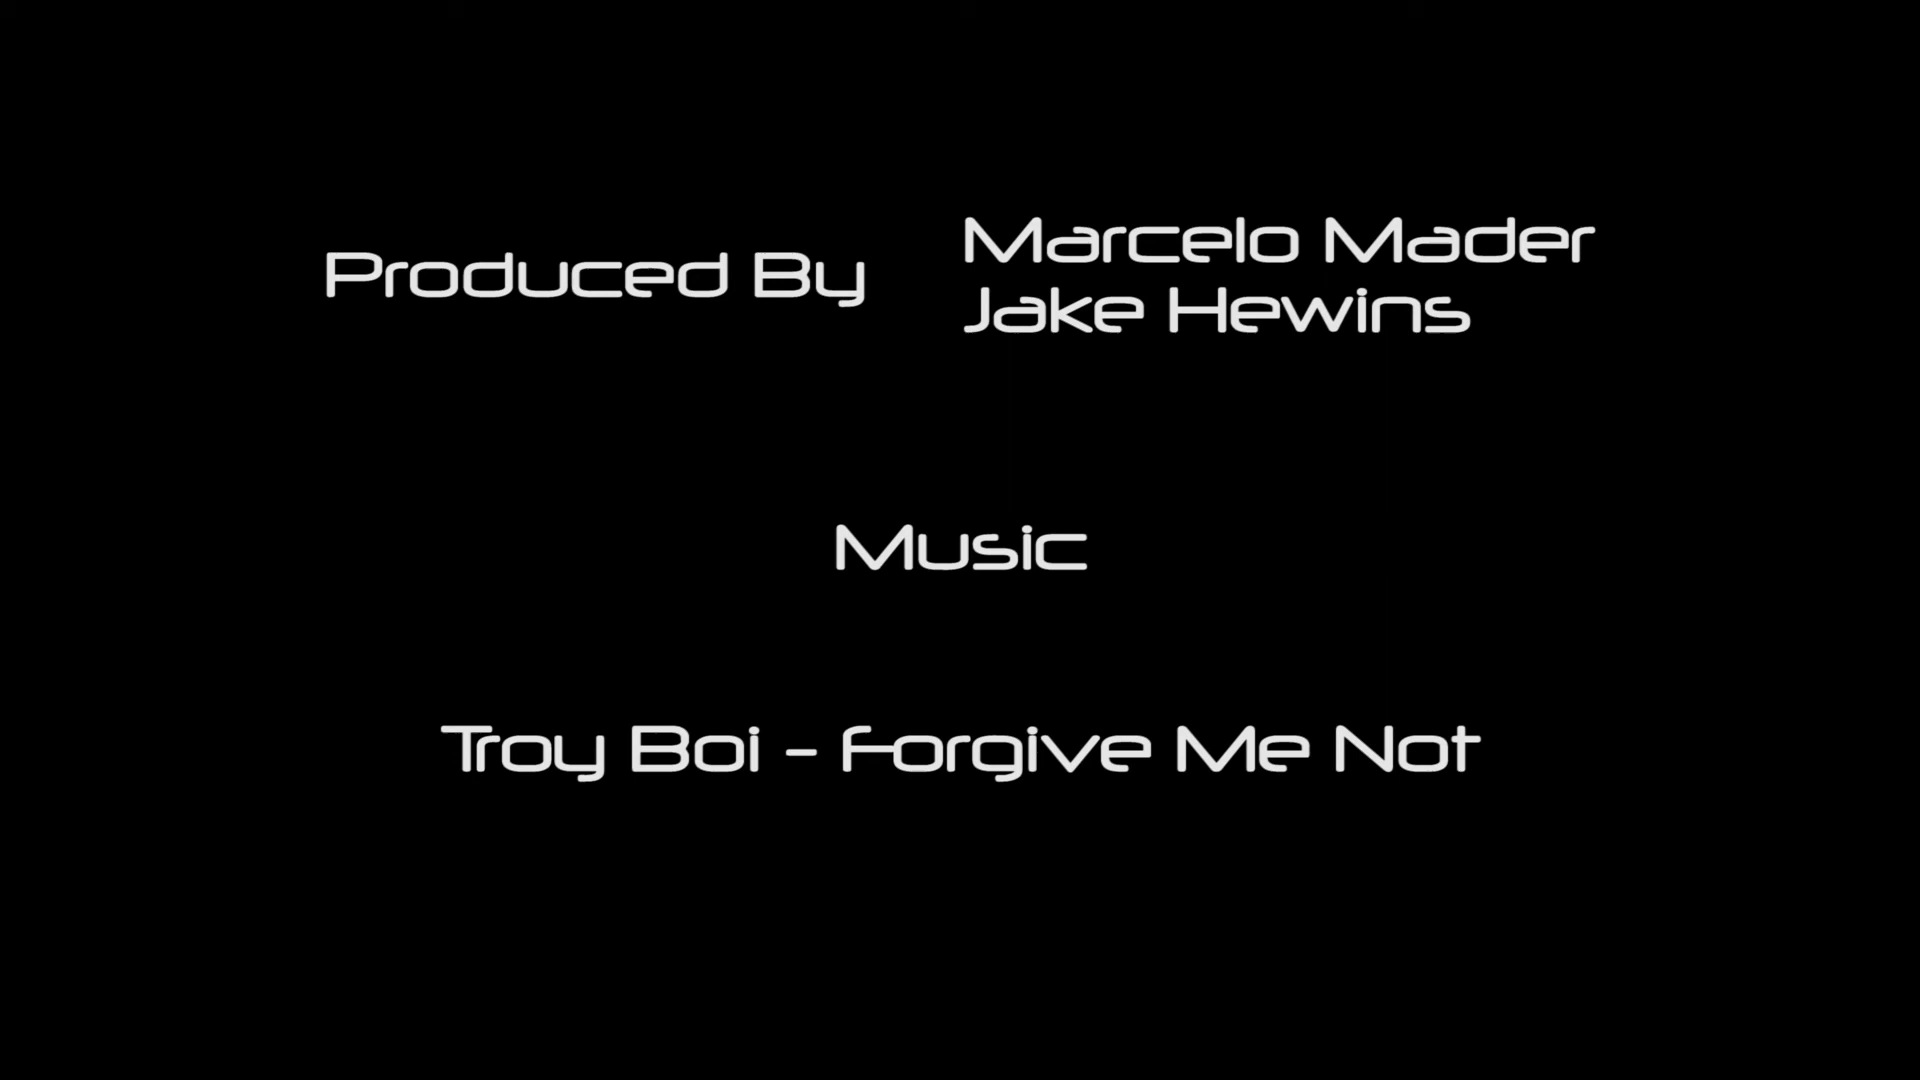 Produced By
Marcelo Mader
Jake Hewins
Music
Troy Boi - Forgive Me Not